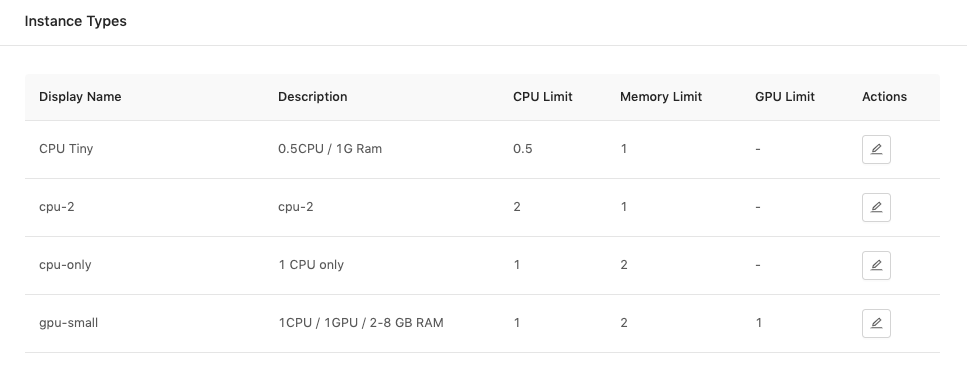 Instance Types
Display Name Description CPU Limit Memory Limit GPU Limit Actions
CPU Tiny 0.5CPU / 1G Ram 0.5 1 -
cpu-2 cpu-2 2 1 -
cpu-only 1 CPU only 1 2 -
gpu-small 1CPU / 1GPU / 2-8 GB RAM 1 2 1